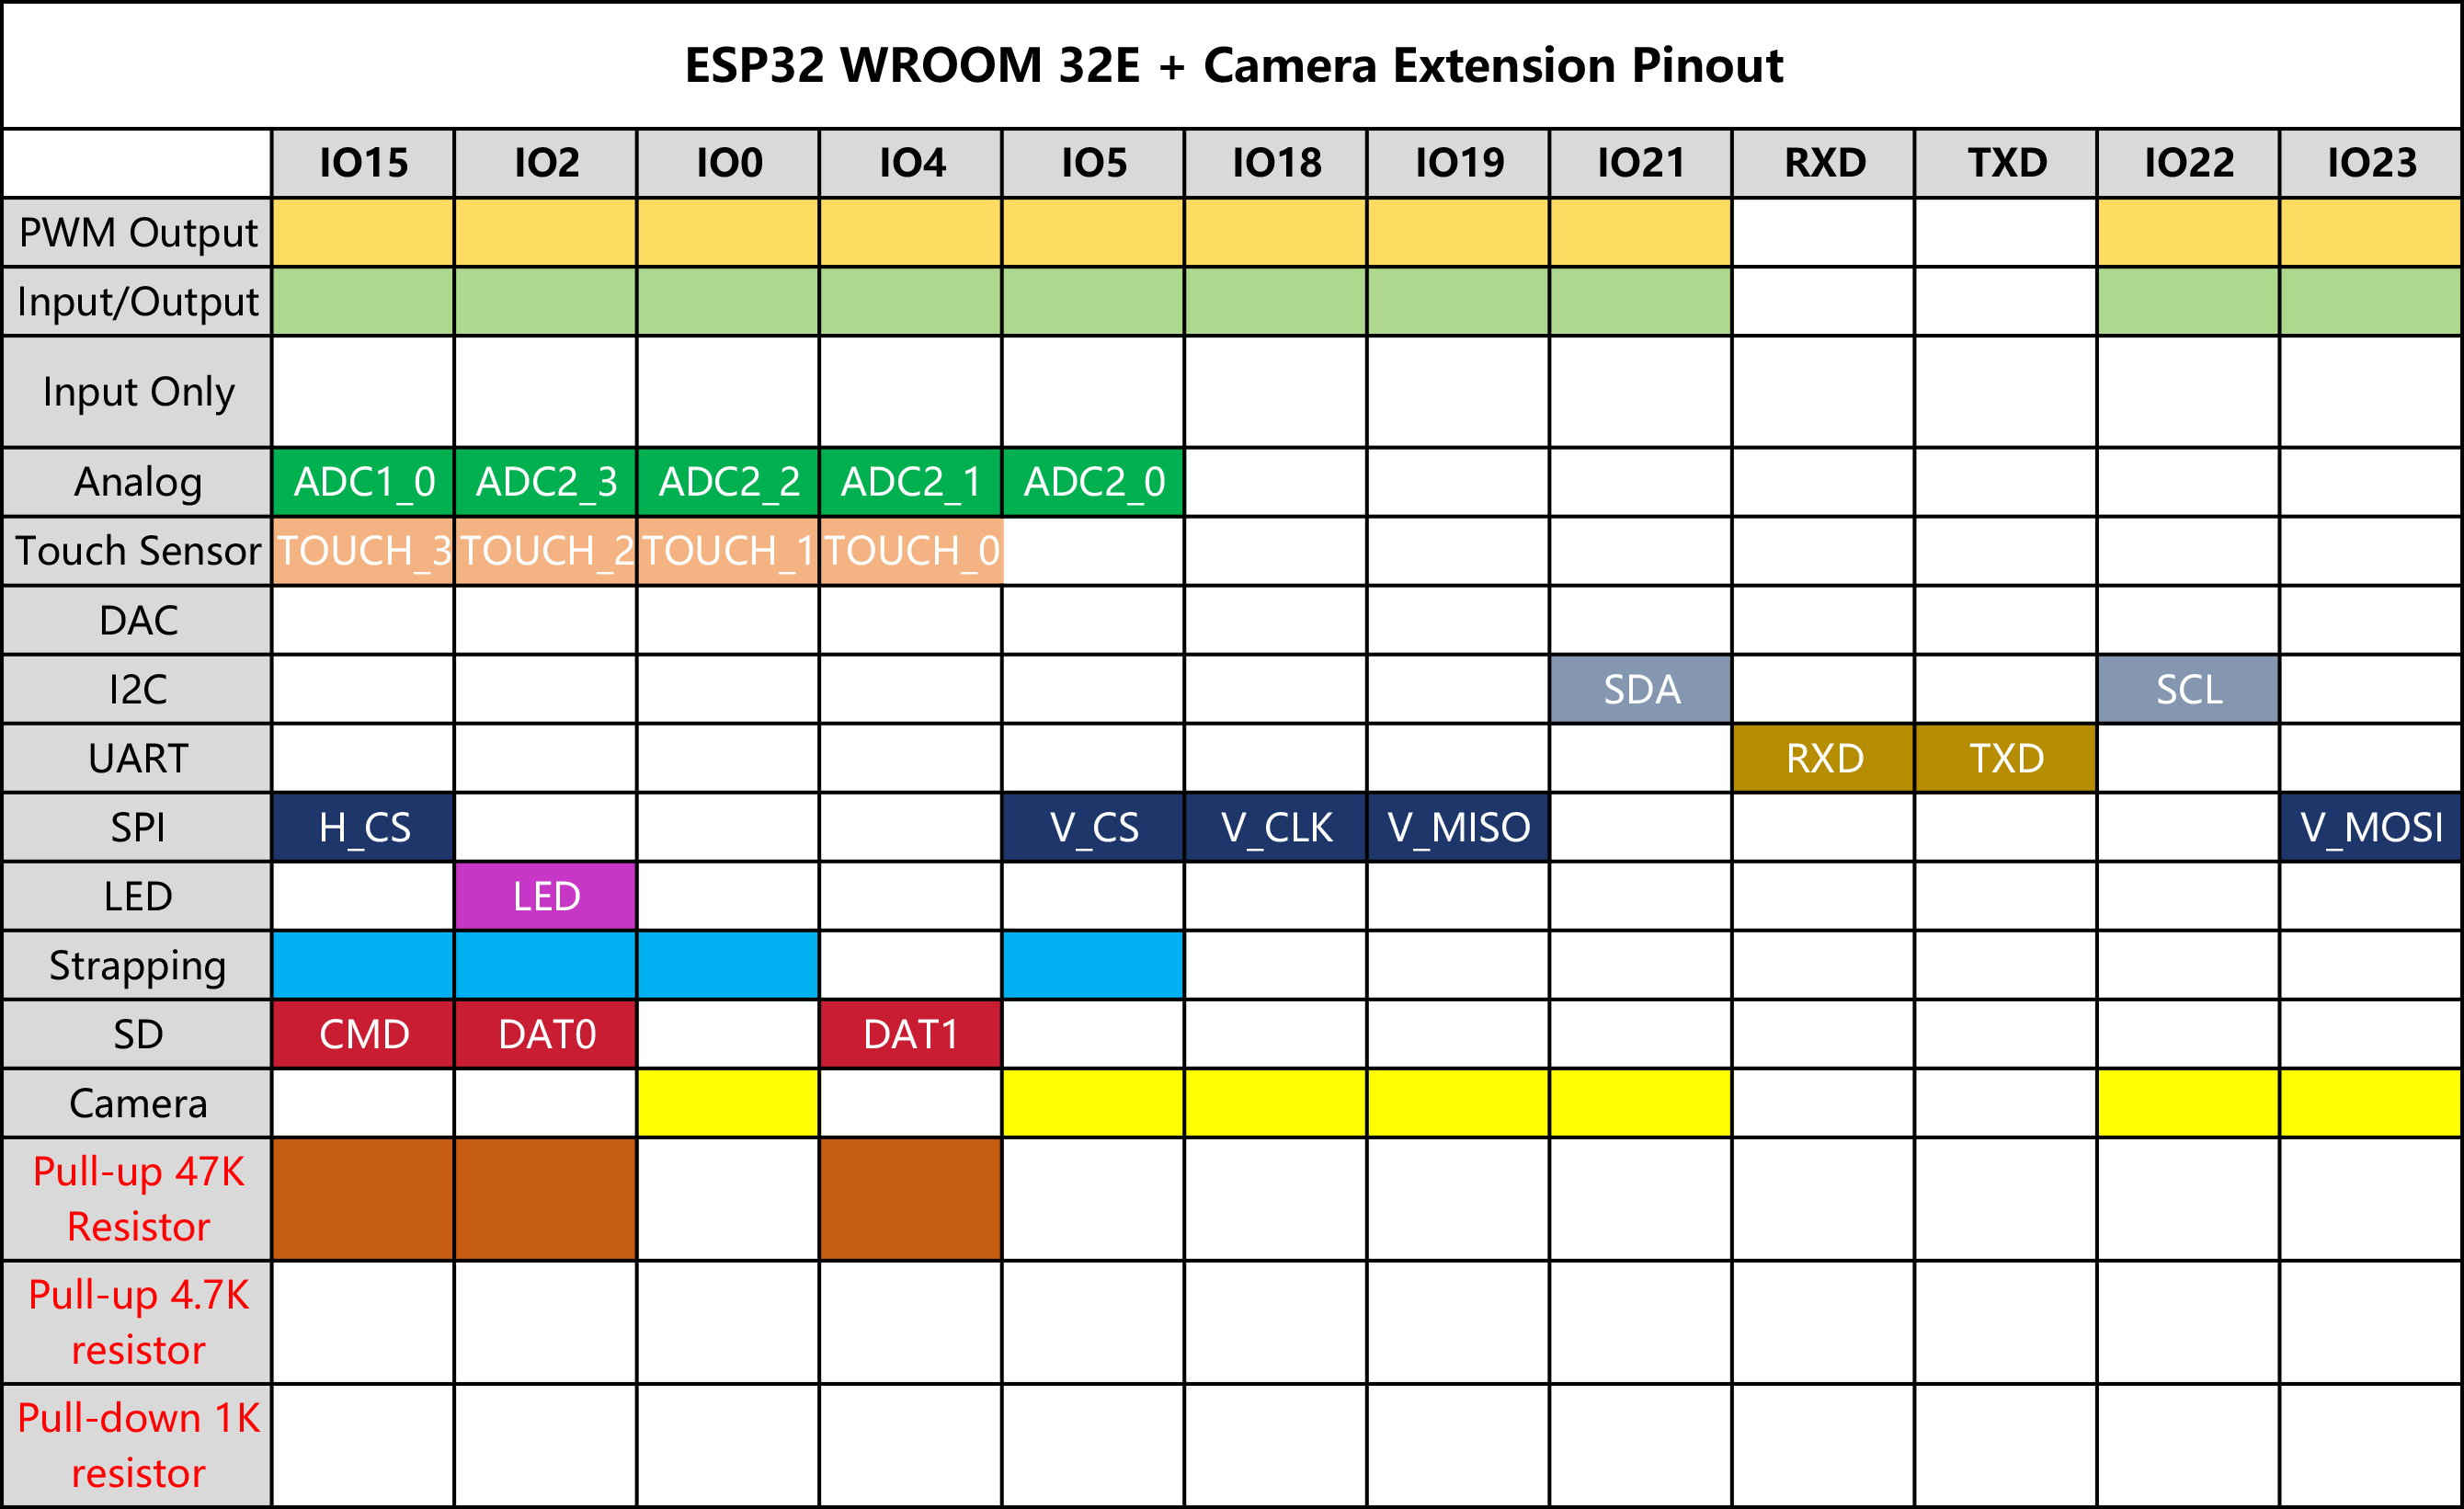 ESP32 WROOM 32E + Camera Extension Pinout
IO15 IO2 IO0 IO4 IO5 IO18 IO19 IO21 RXD TXD IO22 IO23
PWM Output
Input/Output
Input Only
Analog ADC1_0 ADC2_3 ADC2_2 ADC2_1 ADC2_0
Touch Sensor TOUCH_3 TOUCH_2 TOUCH_1 TOUCH_0
DAC
I2C SDA SCL
UART RXD TXD
SPI H_CS V_CS V_CLK V_MISO V_MOSI
LED LED
Strapping
SD CMD DAT0 DAT1
Camera
Pull-up 47K
Resistor
Pull-up 4.7K
resistor
Pull-down 1K
resistor